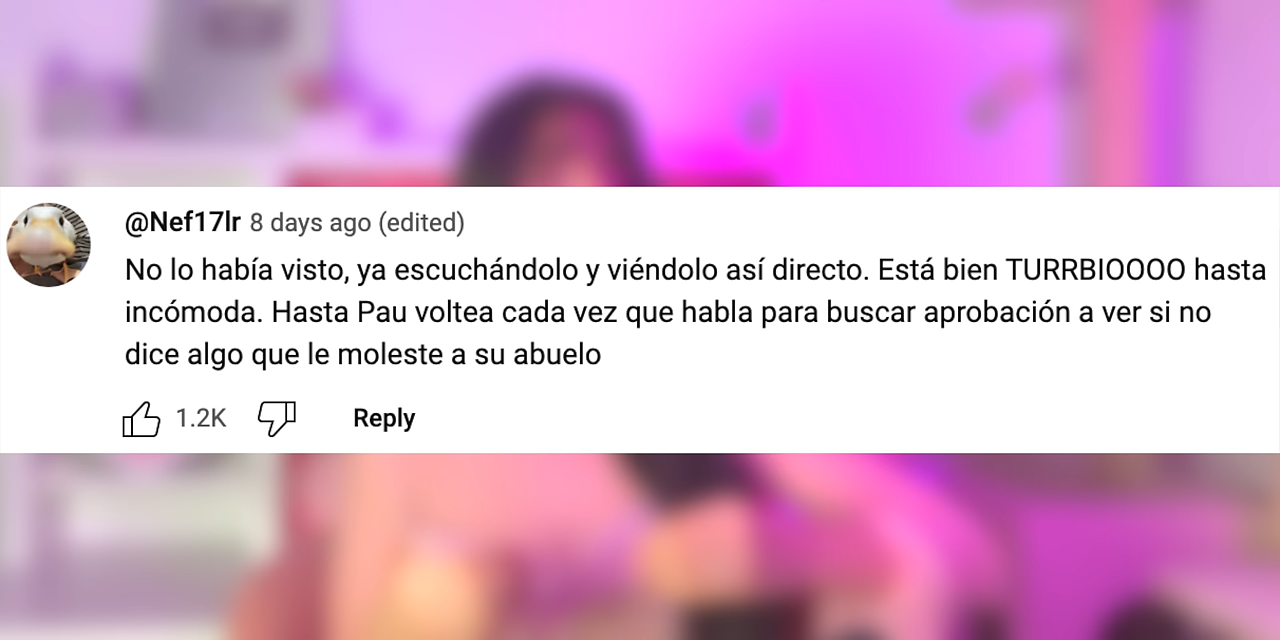 @Nef17lr 8 days ago (edited)
No lo había visto, ya escuchándolo y viéndolo así directo. Está bien TURRBIOOOO hasta
incómoda. Hasta Pau voltea cada vez que habla para buscar aprobación a ver si no
dice algo que le moleste a su abuelo
1.2K Reply